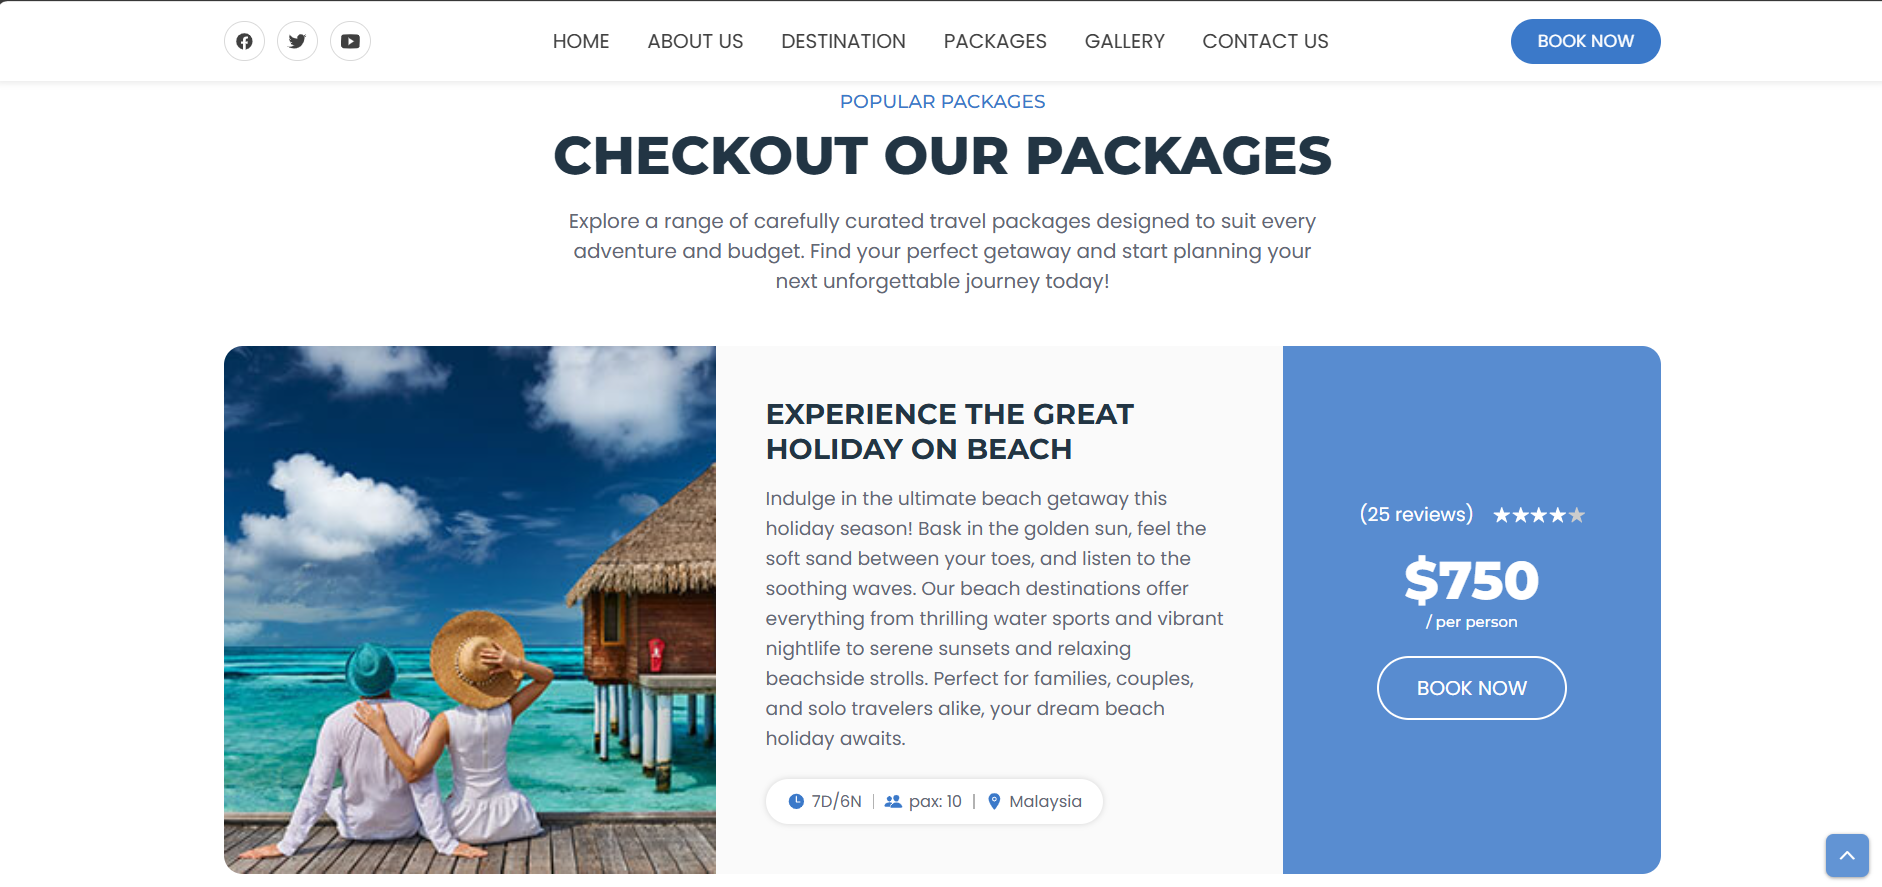 HOME ABOUT US DESTINATION PACKAGES GALLERY CONTACT US BOOK NOW
POPULAR PACKAGES
CHECKOUT OUR PACKAGES
Explore a range of carefully curated travel packages designed to suit every
adventure and budget. Find your perfect getaway and start planning your
next unforgettable journey today!
EXPERIENCE THE GREAT
HOLIDAY ON BEACH
Indulge in the ultimate beach getaway this
holiday season! Bask in the golden sun, feel the
soft sand between your toes, and listen to the
soothing waves. Our beach destinations offer
everything from thrilling water sports and vibrant
nightlife to serene sunsets and relaxing
beachside strolls. Perfect for families, couples,
and solo travelers alike, your dream beach
holiday awaits.
7D/6N | pax: 10 | Malaysia
(25 reviews) ★★★★★
$750
/ per person
BOOK NOW